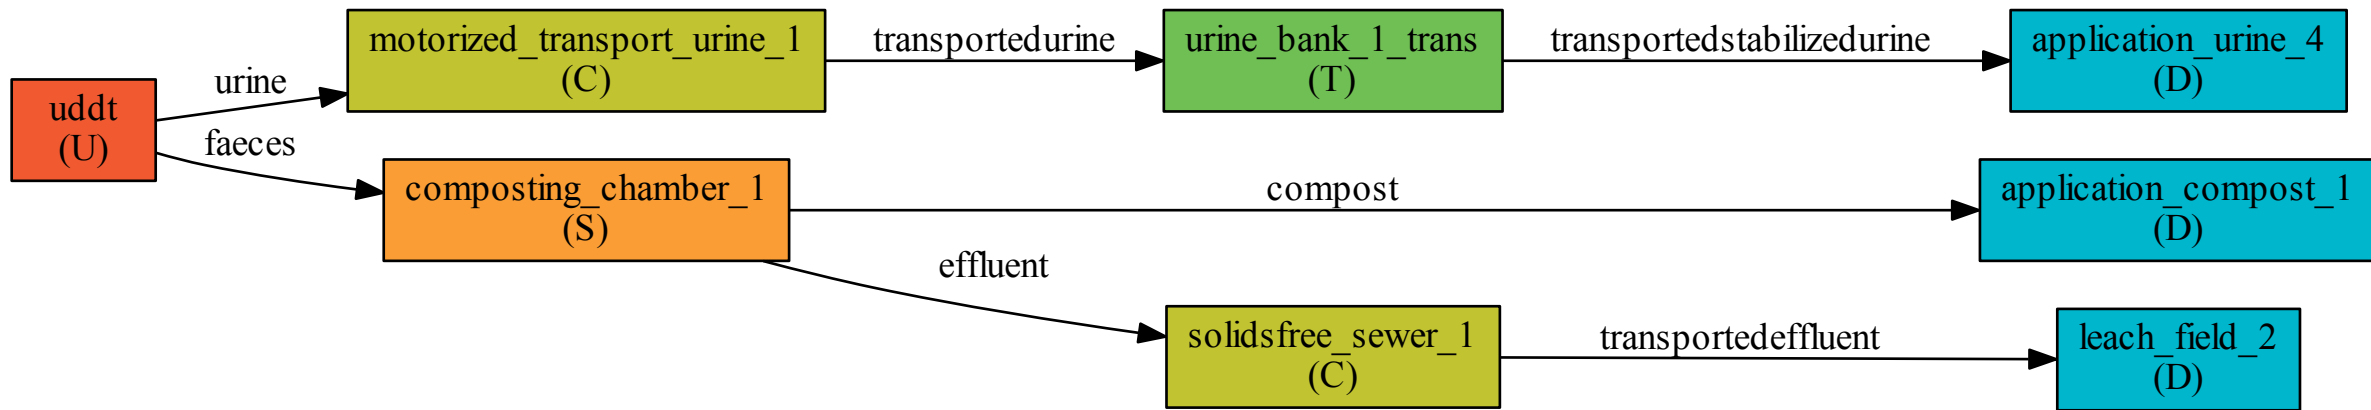 uddt
(U)
urine
faeces
motorized_transport_urine_1
(C)
transportedurine
urine_bank_1_trans
(T)
transportedstabilizedurine
application_urine_4
(D)
composting_chamber_1
(S)
compost
application_compost_1
(D)
effluent
solidsfree_sewer_1
(C)
transportedeffluent
leach_field_2
(D)